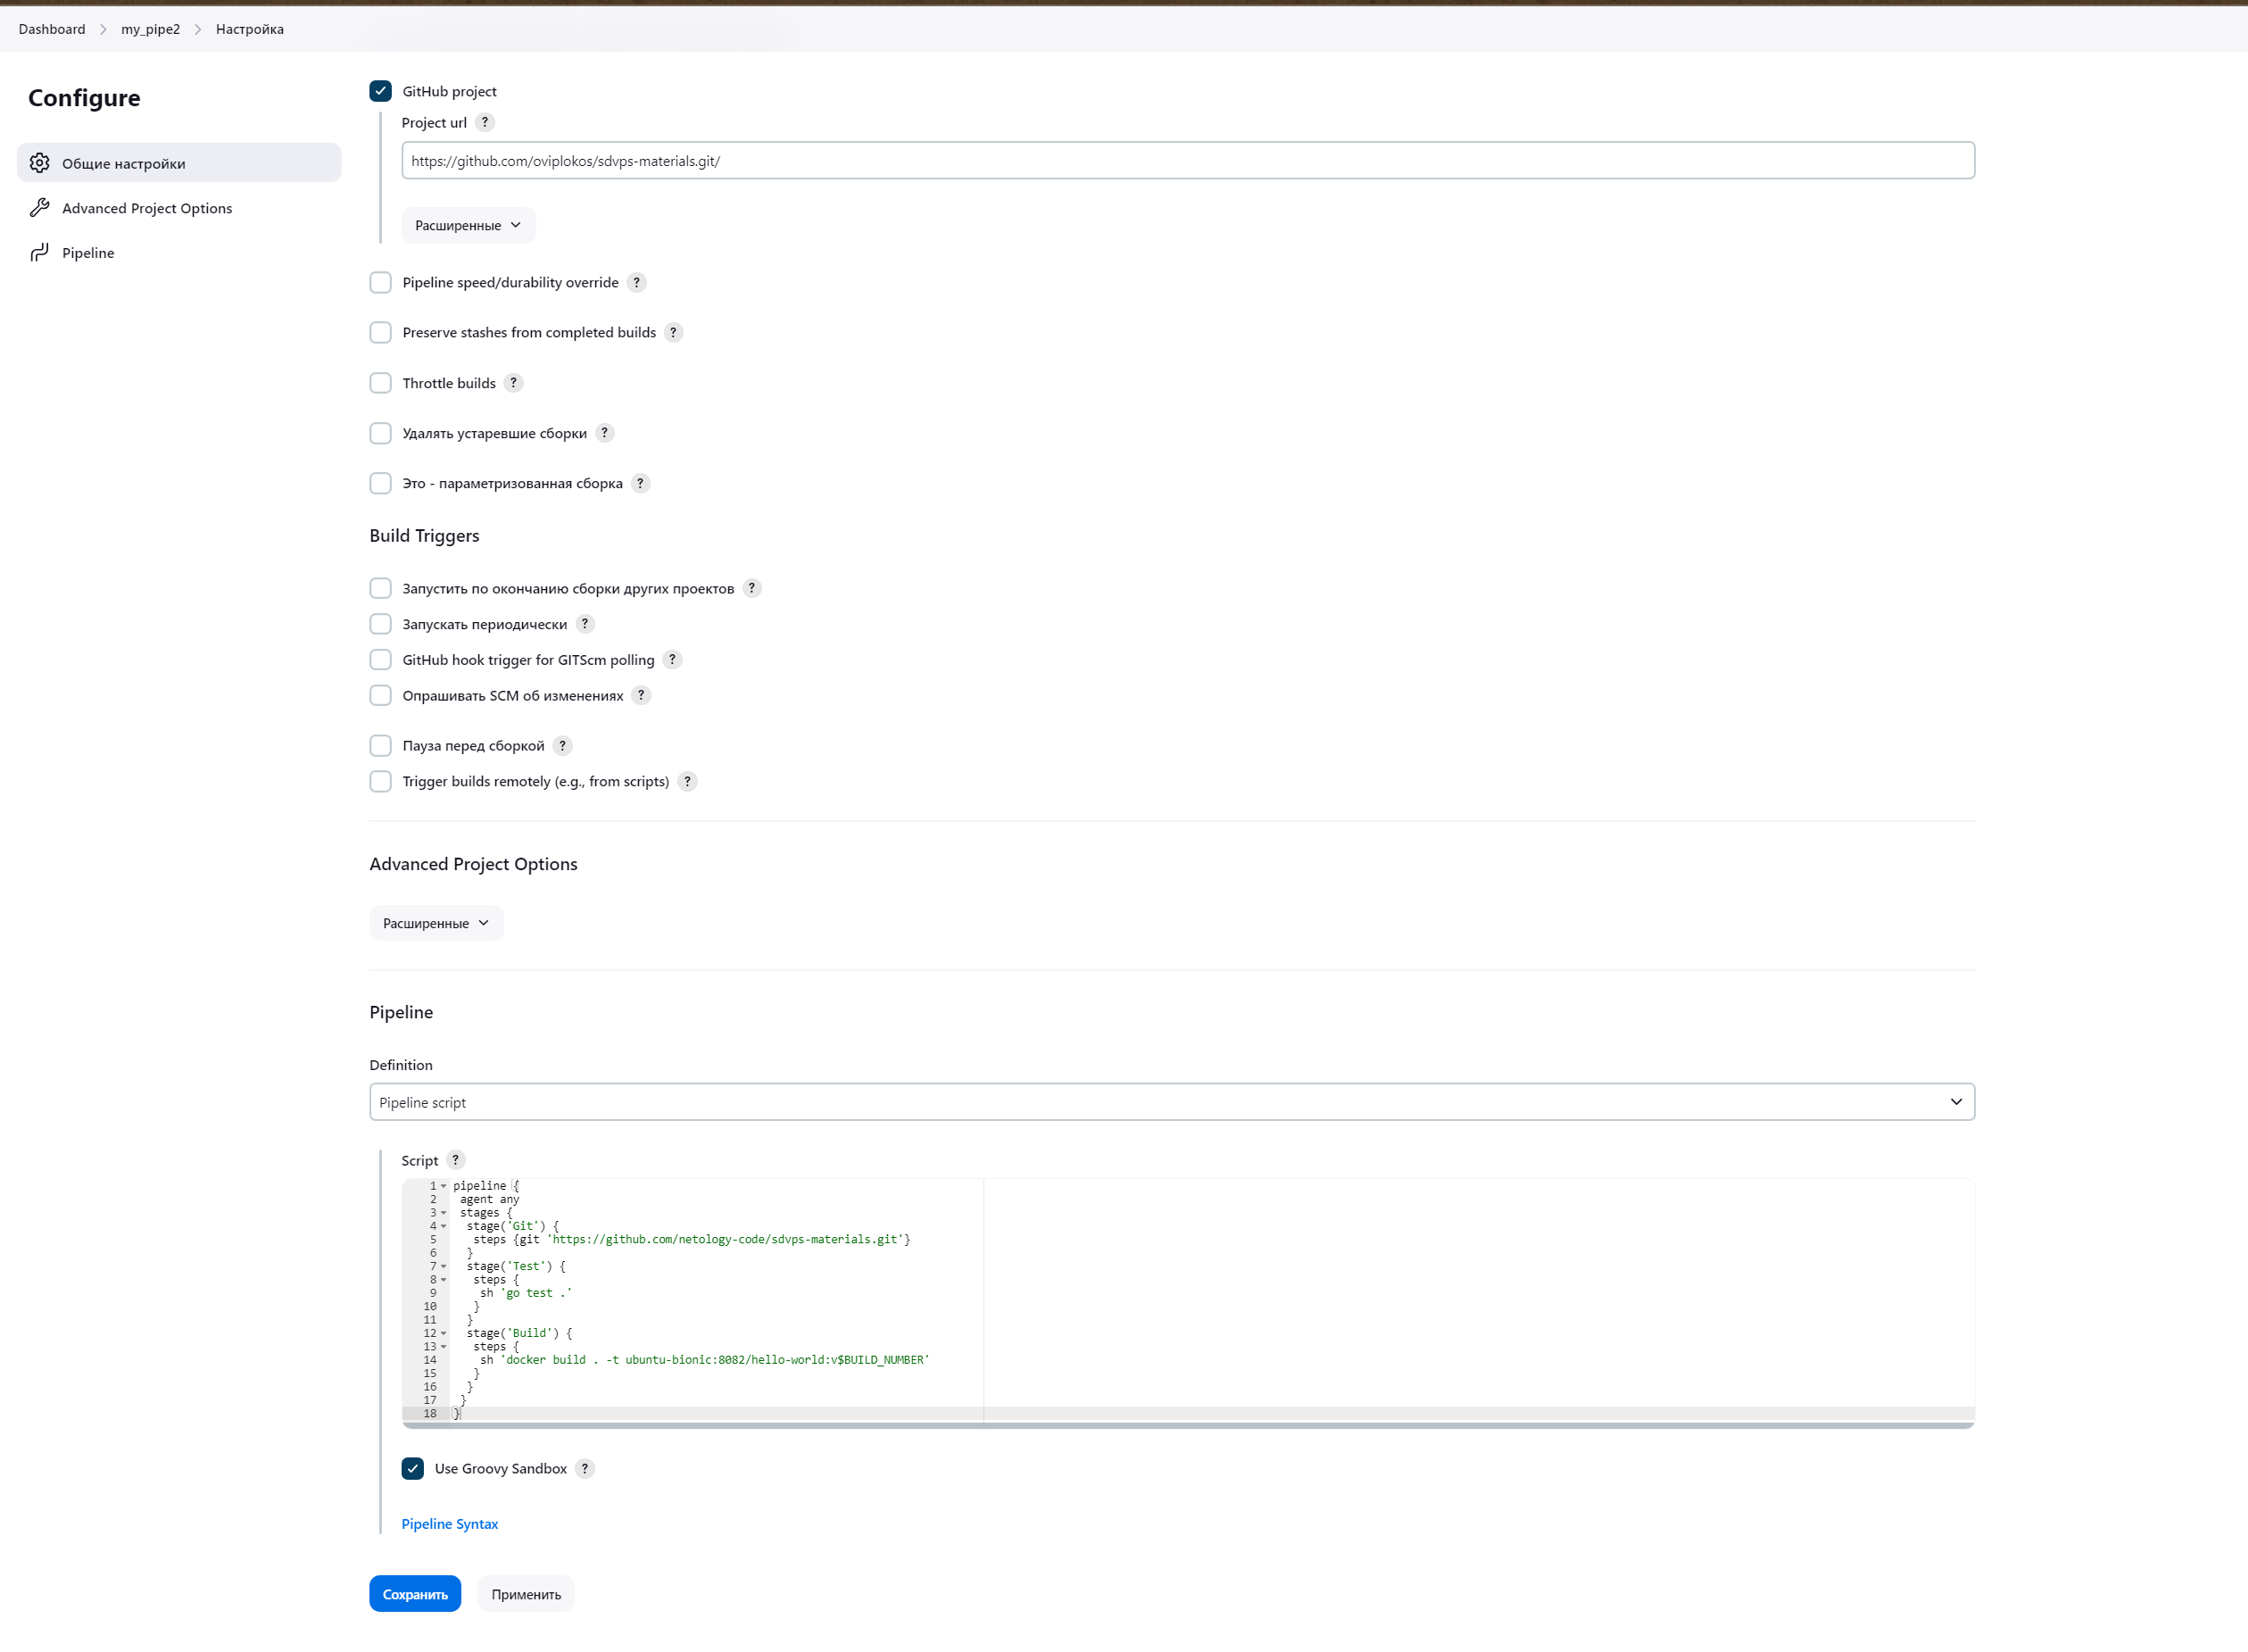 Dashboard > my_pipe2 > Настройка
Configure
Общие настройки
Advanced Project Options
Pipeline
GitHub project
Project url ?
https://github.com/oviplokos/sdvps-materials.git/
Расширенные
Pipeline speed/durability override ?
Preserve stashes from completed builds ?
Throttle builds ?
Удалять устаревшие сборки ?
Это - параметризованная сборка ?
Build Triggers
Запустить по окончанию сборки других проектов ?
Запускать периодически ?
GitHub hook trigger for GITScm polling ?
Опрашивать SCM об изменениях ?
Пауза перед сборкой ?
Trigger builds remotely (e.g., from scripts) ?
Advanced Project Options
Расширенные
Pipeline
Definition
Pipeline script
Script ?
1 pipeline {
2 agent any
3 stages {
4 stage('Git') {
5 steps {git 'https://github.com/netology-code/sdvps-materials.git'}
6 }
7 stage('Test') {
8 steps {
9 sh 'go test .'
10 }
11 }
12 stage('Build') {
13 steps {
14 sh 'docker build . -t ubuntu-bionic:8082/hello-world:v$BUILD_NUMBER'
15 }
16 }
17 }
18 }
Use Groovy Sandbox ?
Pipeline Syntax
Сохранить
Применить